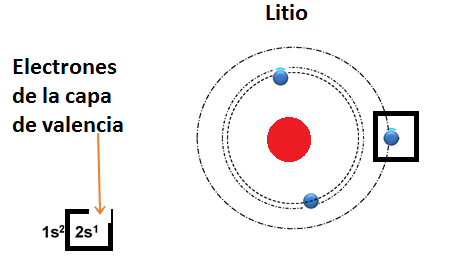 Litio
Electrones
de la capa
de valencia
1s² 2s¹